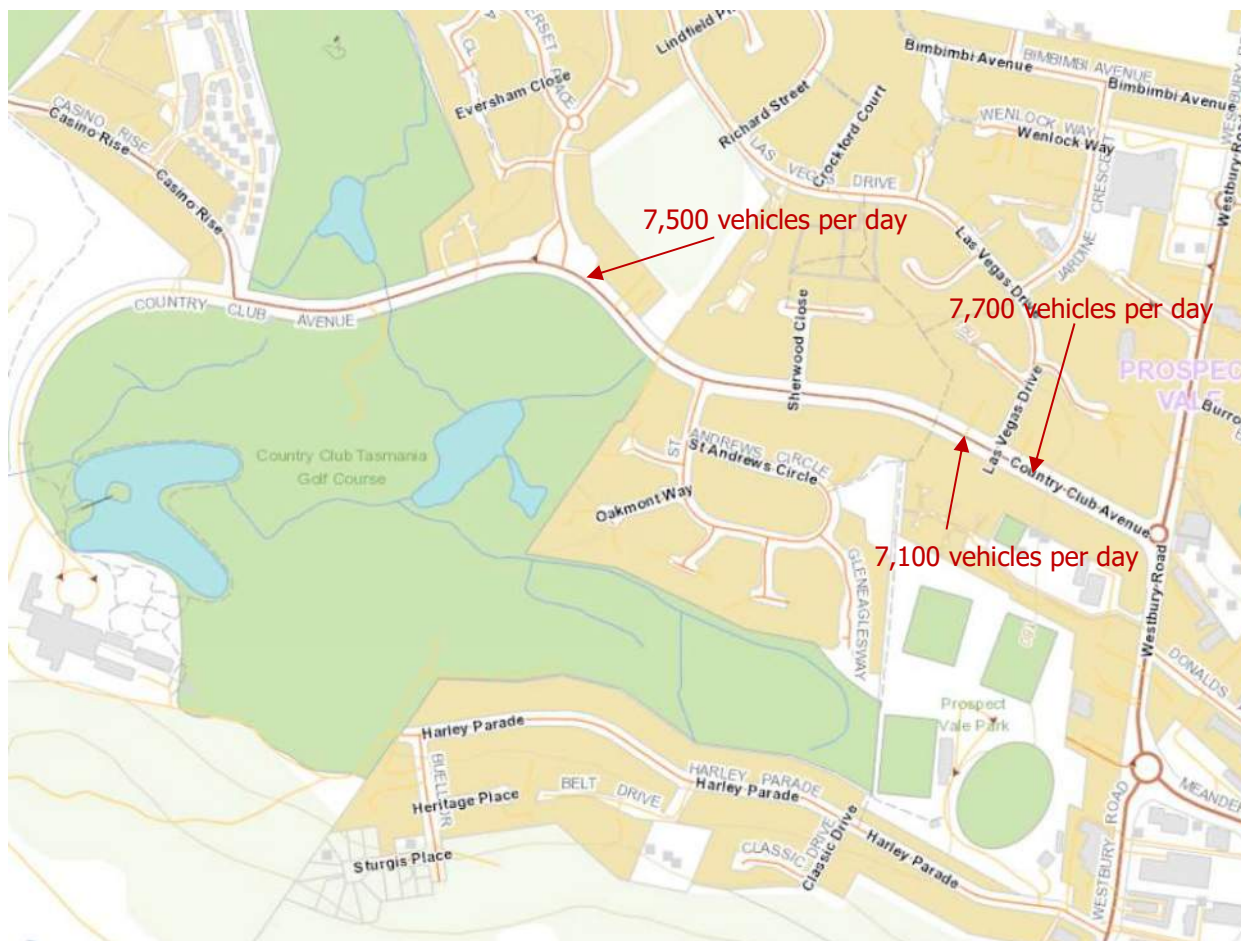 Lindfield
Bimbimbi Avenue
BIMBIMBI AVENUE
Bimbimbi Avenue
Eversham Close
Richard Street
Crockford Court
WENLOCK WAY
Wenlock Way
CASINO RISE
Casino Rise
Casino Rise
LAS VEGAS DRIVE
JARDINE CRESCENT
Westbury Road
7,500 vehicles per day
Las Vegas Drive
COUNTRY CLUB AVENUE
7,700 vehicles per day
Sherwood Close
PROSPECT
VALE
Las Vegas Drive
ST ANDREWS CIRCLE
St Andrews Circle
Country Club Avenue
Country Club Tasmania
Golf Course
Oakmont Way
7,100 vehicles per day
GLENEAGLES WAY
Westbury Road
DONALDS
Prospect
Vale Park
Harley Parade
HARLEY PARADE
Harley Parade
BUELL DR
BELT DRIVE
Heritage Place
WESTBURY ROAD
MEANDER
CLASSIC DRIVE
Classic Drive
Harley Parade
Sturgis Place